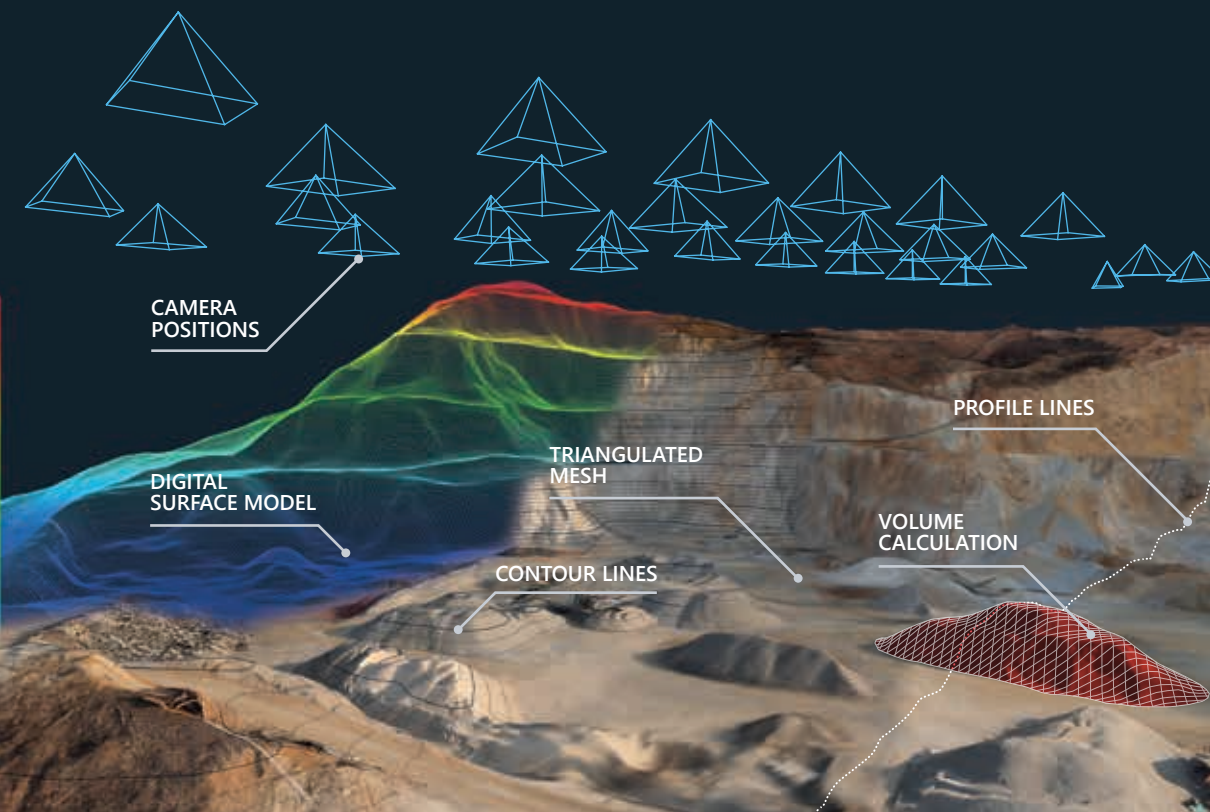 CAMERA
POSITIONS
PROFILE LINES
TRIANGULATED
MESH
DIGITAL
SURFACE MODEL
VOLUME
CALCULATION
CONTOUR LINES